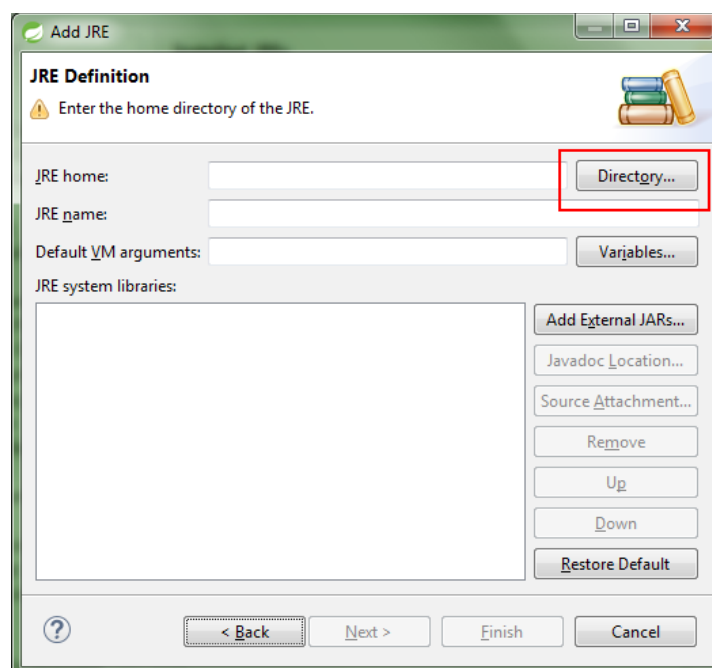 Add JRE
JRE Definition
Enter the home directory of the JRE.
JRE home:
Directory...
JRE name:
Default VM arguments:
Variables...
JRE system libraries:
Add External JARs...
Javadoc Location...
Source Attachment...
Remove
Up
Down
Restore Default
?
< Back
Next >
Finish
Cancel